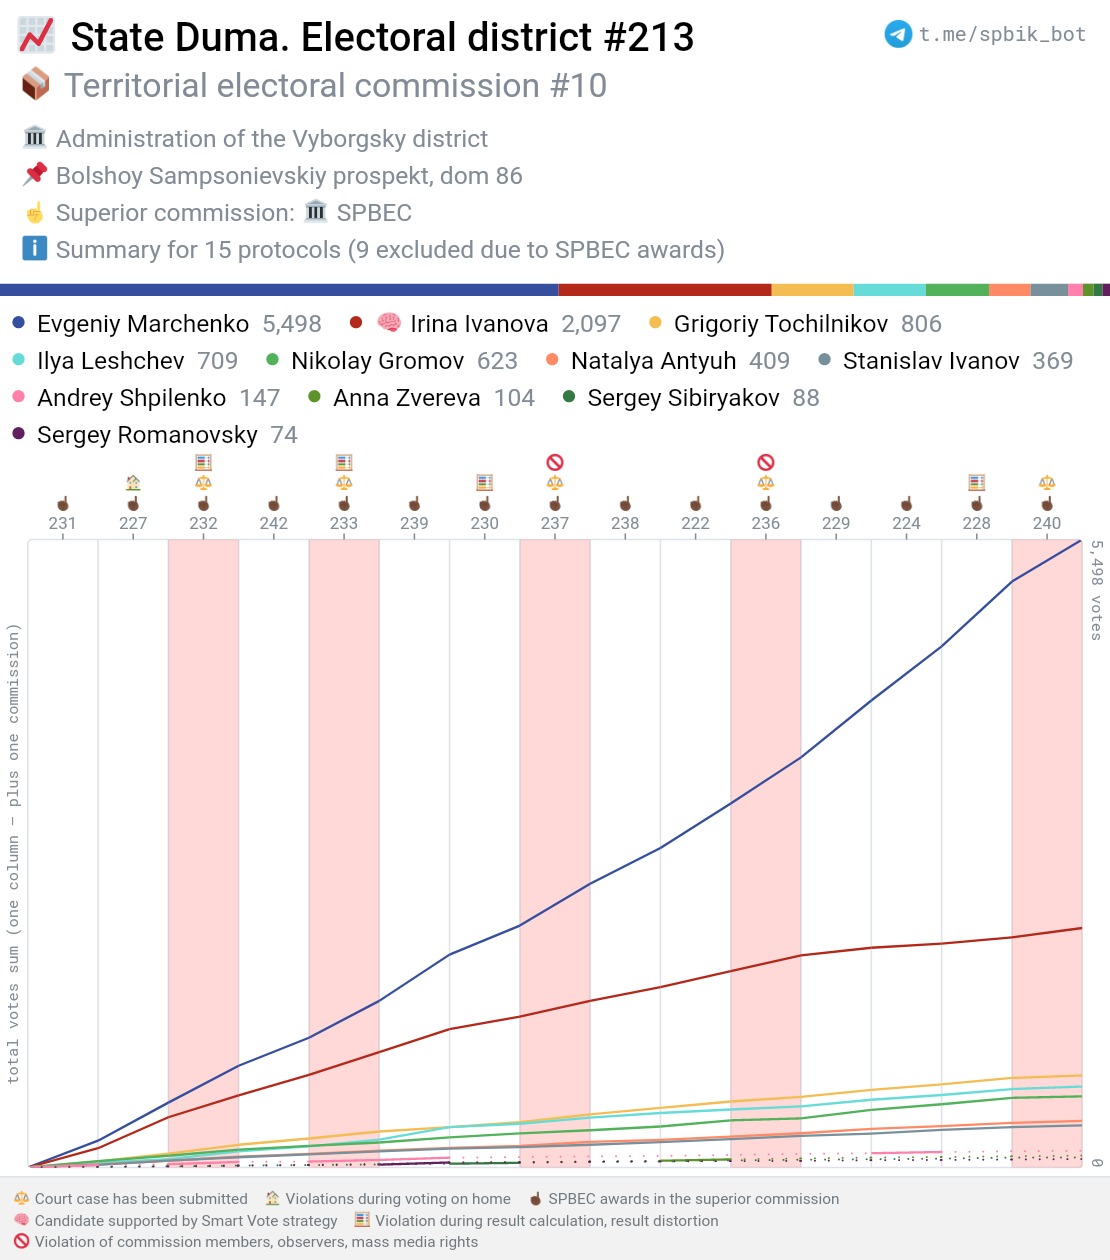 State Duma. Electoral district #213
t.me/spbik_bot
Territorial electoral commission #10
Administration of the Vyborgsky district
Bolshoy Sampsonievskiy prospekt, dom 86
Superior commission: SPBEC
Summary for 15 protocols (9 excluded due to SPBEC awards)
Evgeniy Marchenko 5,498 Irina Ivanova 2,097 Grigoriy Tochilnikov 806
Ilya Leshchev 709 Nikolay Gromov 623 Natalya Antyuh 409 Stanislav Ivanov 369
Andrey Shpilenko 147 Anna Zvereva 104 Sergey Sibiryakov 88
Sergey Romanovsky 74
231 227 232 242 233 239 230 237 238 222 236 229 224 228 240
5,498 votes
total votes sum (one column – plus one commission)
0
Court case has been submitted Violations during voting on home SPBEC awards in the superior commission
Candidate supported by Smart Vote strategy Violation during result calculation, result distortion
Violation of commission members, observers, mass media rights